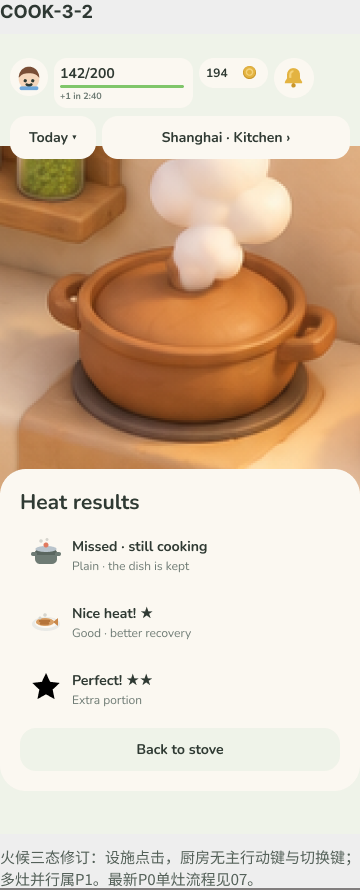 COOK-3-2
142/200
+1 in 2:40
194
Today ▾
Shanghai · Kitchen ›
Heat results
Missed · still cooking
Plain · the dish is kept
Nice heat! ★
Good · better recovery
Perfect! ★★
Extra portion
Back to stove
火候三态修订：设施点击，厨房无主行动键与切换键；
多灶并行属P1。最新P0单灶流程见07。